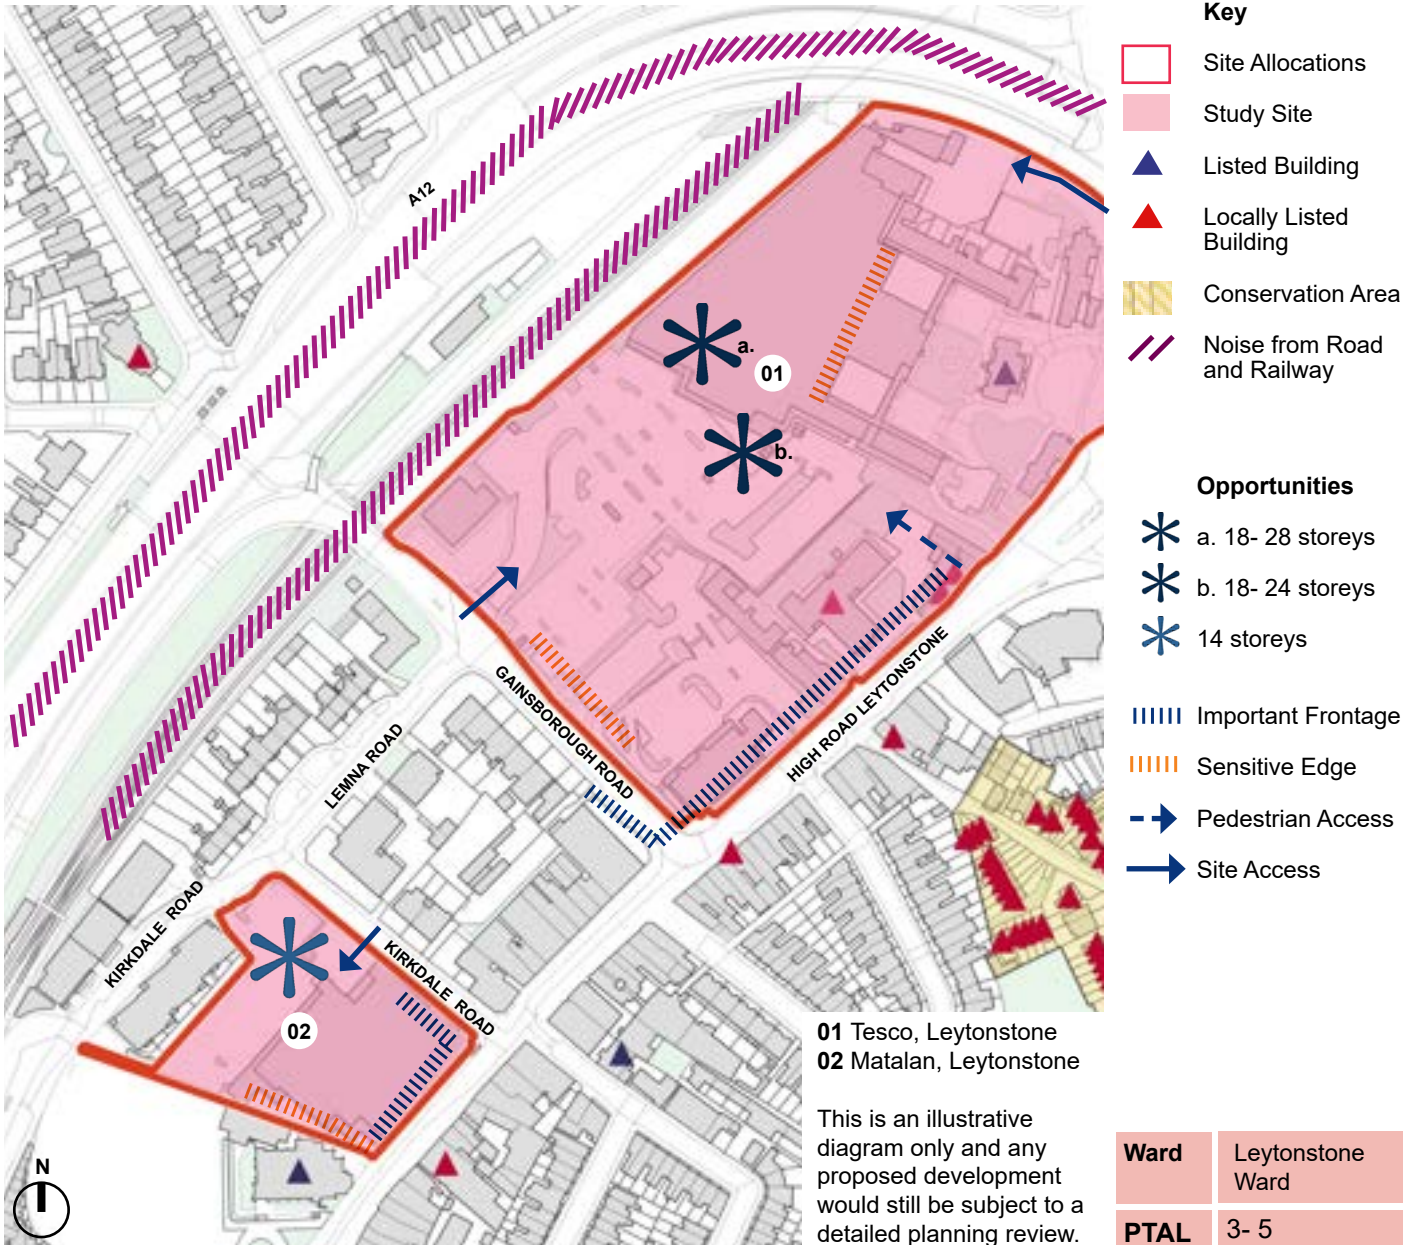 A12
a.
01
b.
GAINSBOROUGH ROAD
HIGH ROAD LEYTONSTONE
LEMNA ROAD
KIRKDALE ROAD
KIRKDALE ROAD
02
N
01 Tesco, Leytonstone
02 Matalan, Leytonstone
This is an illustrative
diagram only and any
proposed development
would still be subject to a
detailed planning review.
Key
Site Allocations
Study Site
Listed Building
Locally Listed
Building
Conservation Area
Noise from Road
and Railway
Opportunities
a. 18- 28 storeys
b. 18- 24 storeys
14 storeys
Important Frontage
Sensitive Edge
Pedestrian Access
Site Access
Ward Leytonstone
Ward
PTAL 3- 5